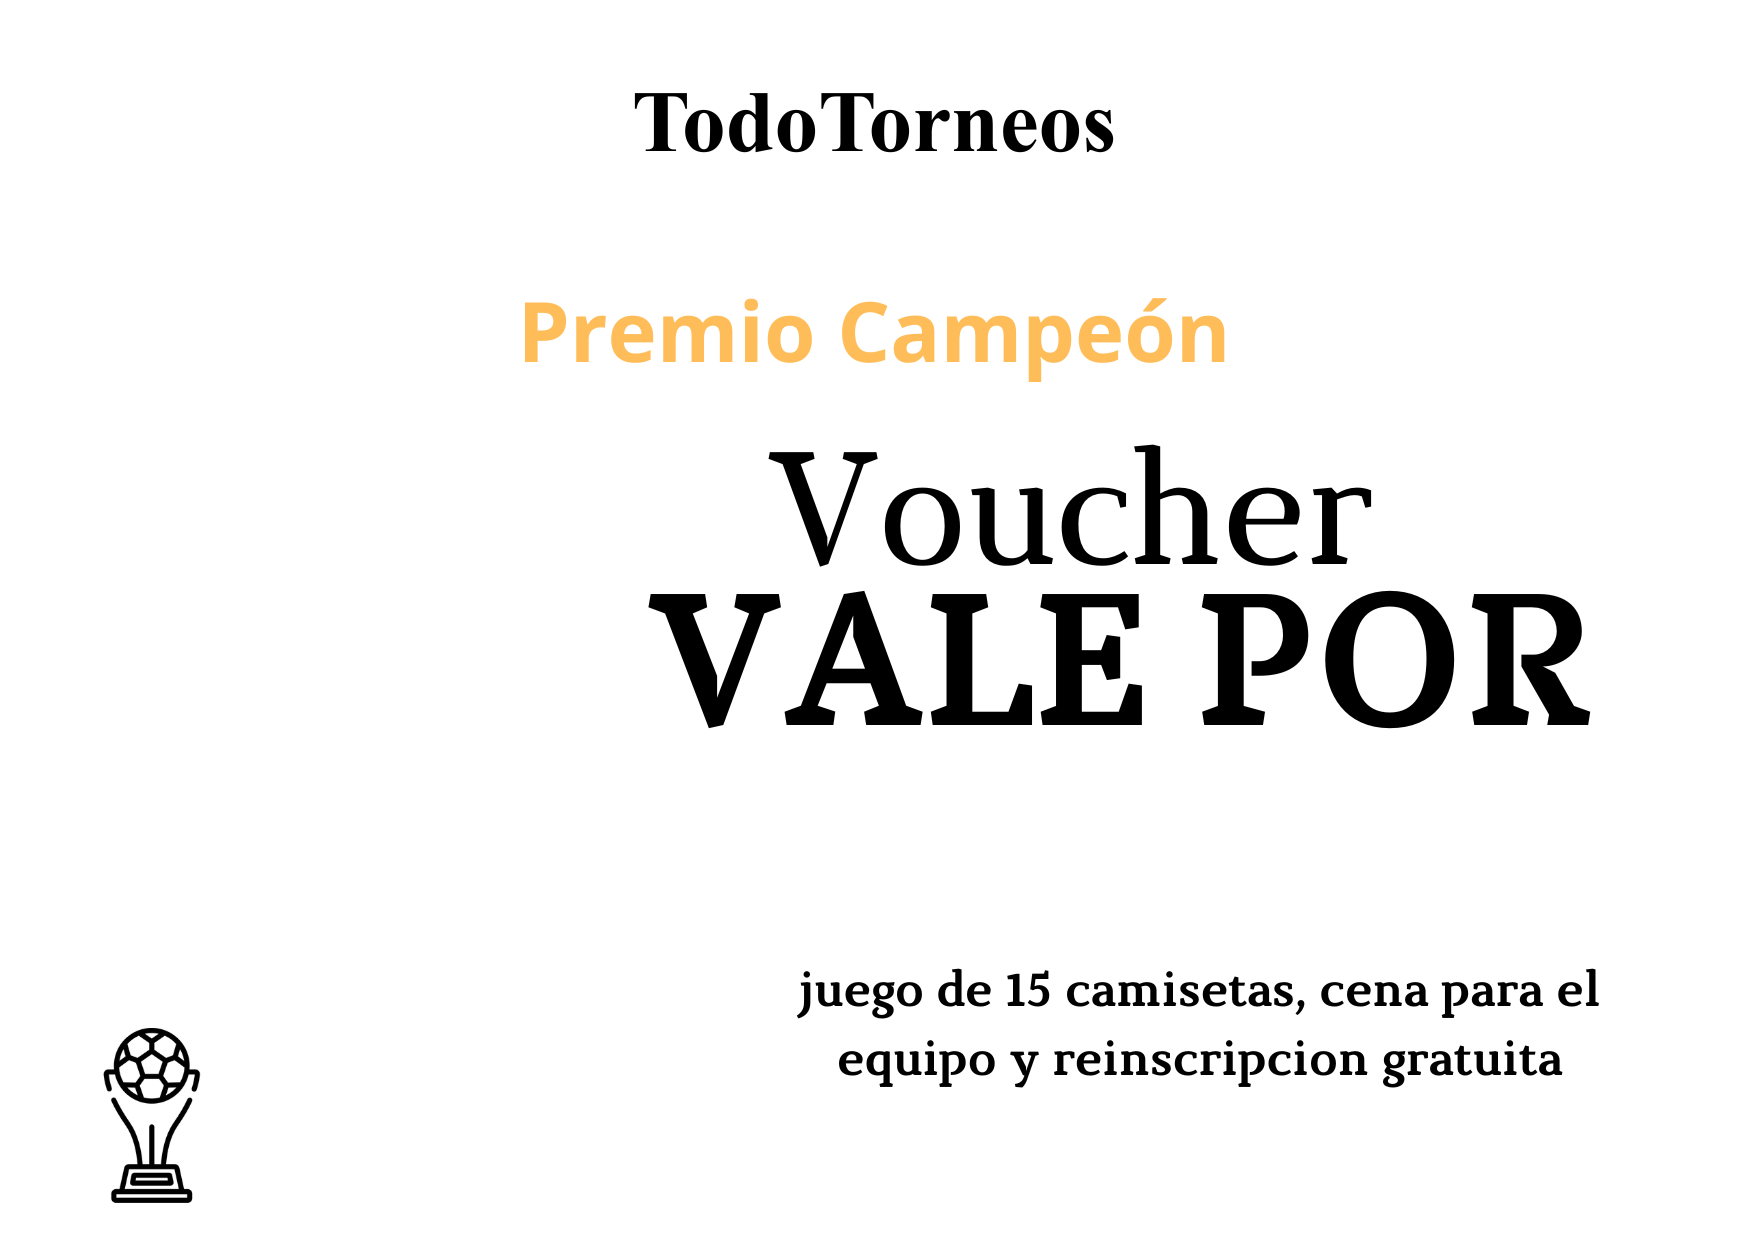 TodoTorneos
Premio Campeón
Voucher
VALE POR
juego de 15 camisetas, cena para el
equipo y reinscripcion gratuita